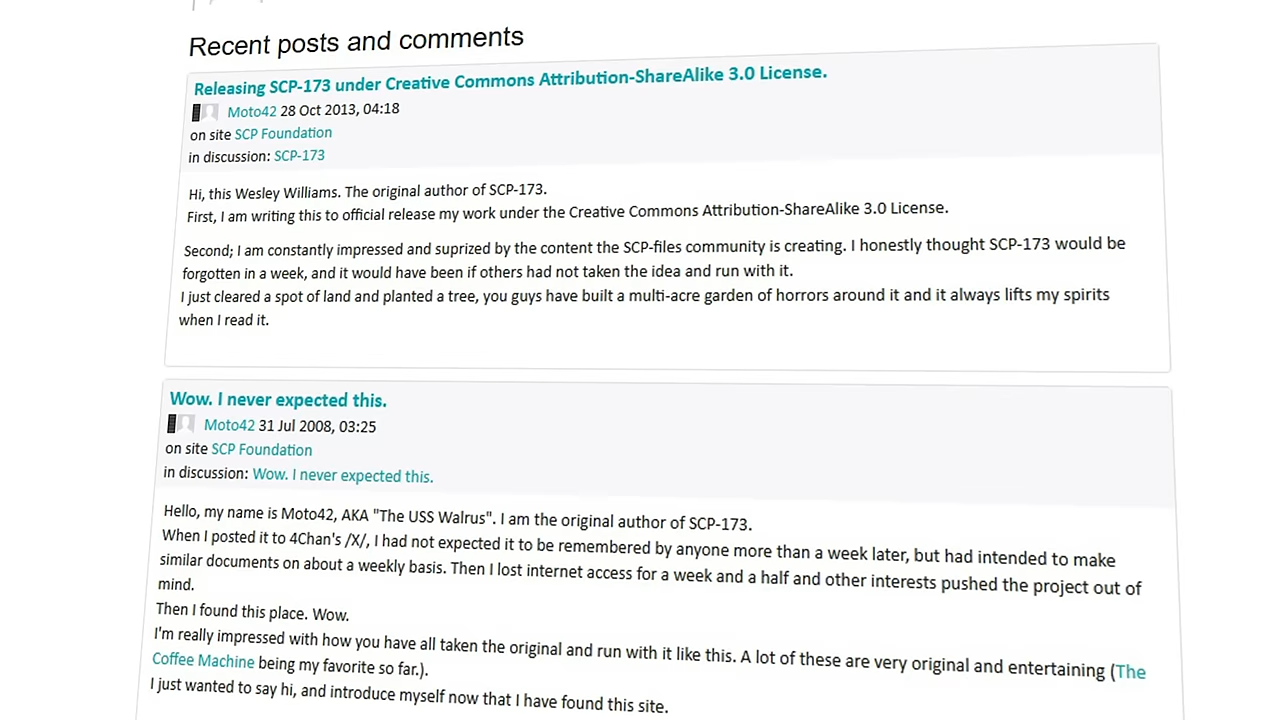 Recent posts and comments
Releasing SCP-173 under Creative Commons Attribution-ShareAlike 3.0 License.
Moto42 28 Oct 2013, 04:18
on site SCP Foundation
in discussion: SCP-173
Hi, this Wesley Williams. The original author of SCP-173.
First, I am writing this to official release my work under the Creative Commons Attribution-ShareAlike 3.0 License.
Second; I am constantly impressed and suprized by the content the SCP-files community is creating. I honestly thought SCP-173 would be
forgotten in a week, and it would have been if others had not taken the idea and run with it.
I just cleared a spot of land and planted a tree, you guys have built a multi-acre garden of horrors around it and it always lifts my spirits
when I read it.
Wow. I never expected this.
Moto42 31 Jul 2008, 03:25
on site SCP Foundation
in discussion: Wow. I never expected this.
Hello, my name is Moto42, AKA "The USS Walrus". I am the original author of SCP-173.
When I posted it to 4Chan's /X/, I had not expected it to be remembered by anyone more than a week later, but had intended to make
similar documents on about a weekly basis. Then I lost internet access for a week and a half and other interests pushed the project out of
mind.
Then I found this place. Wow.
I'm really impressed with how you have all taken the original and run with it like this. A lot of these are very original and entertaining (The
Coffee Machine being my favorite so far.).
I just wanted to say hi, and introduce myself now that I have found this site.